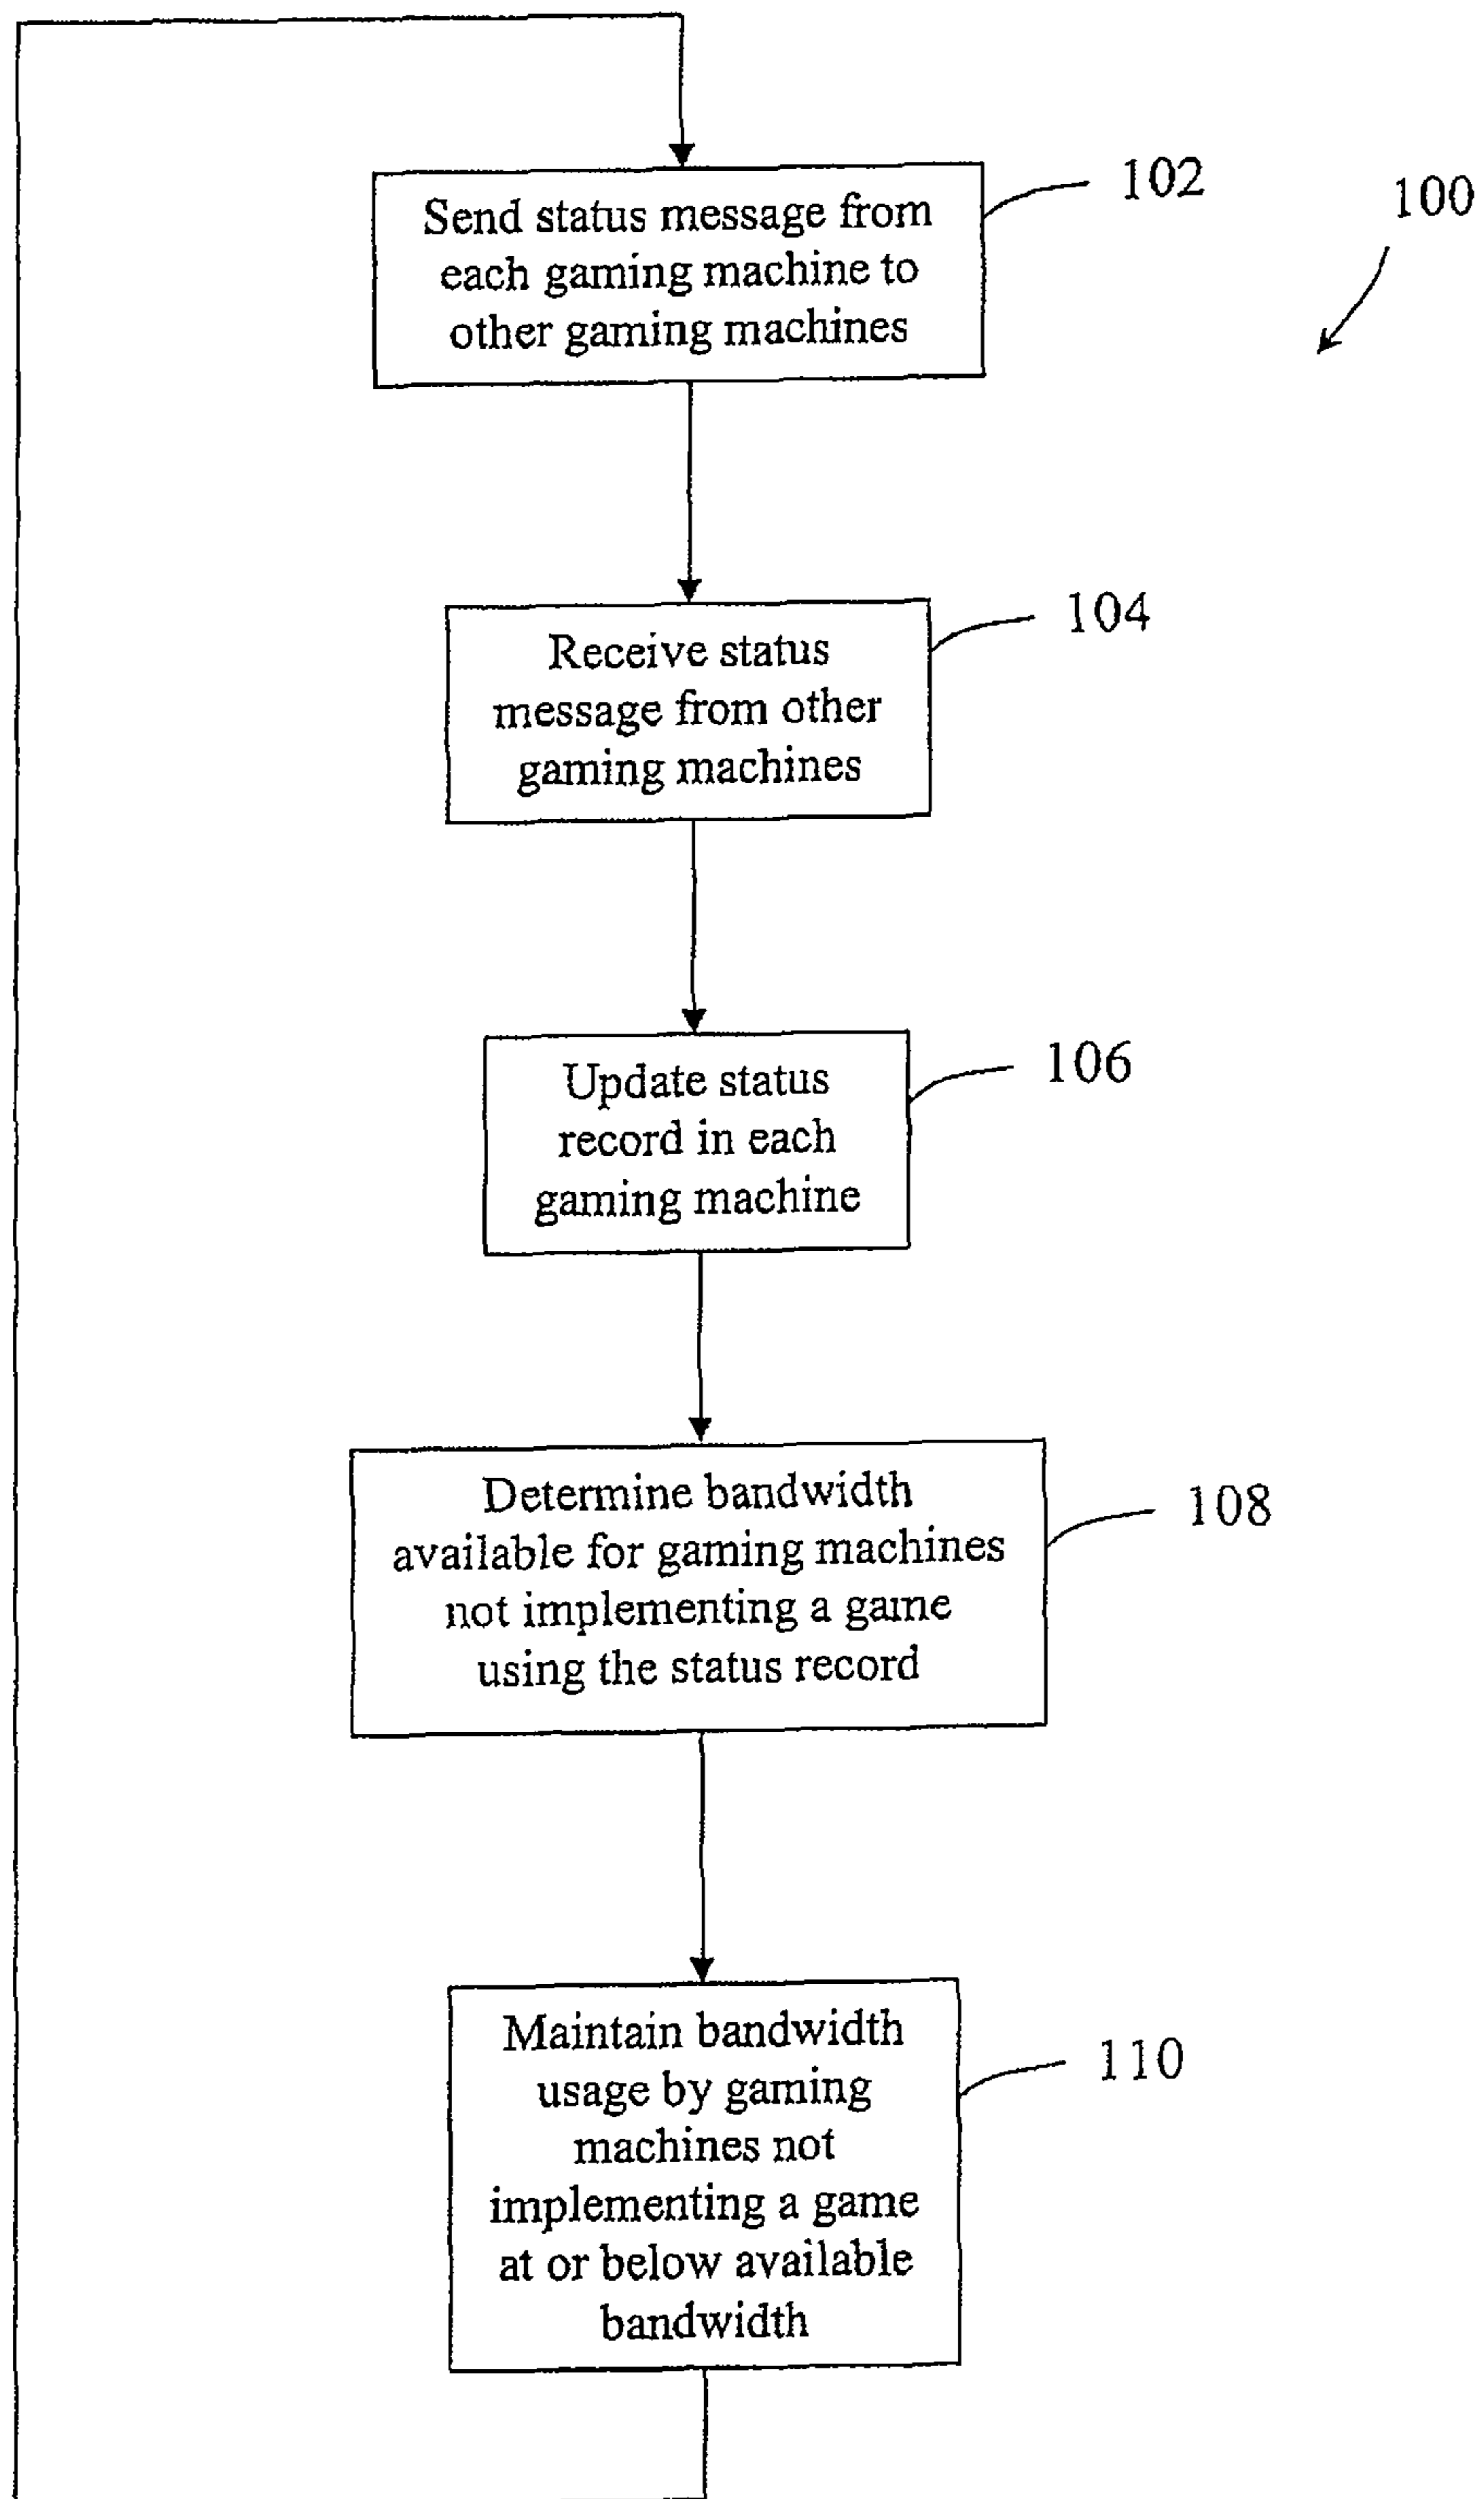 Send status message from
each gaming machine to
other gaming machines
102
100
Receive status
message from other
gaming machines
104
Update status
record in each
gaming machine
106
Determine bandwidth
available for gaming machines
not implementing a game
using the status record
108
Maintain bandwidth
usage by gaming
machines not
implementing a game
at or below available
bandwidth
110